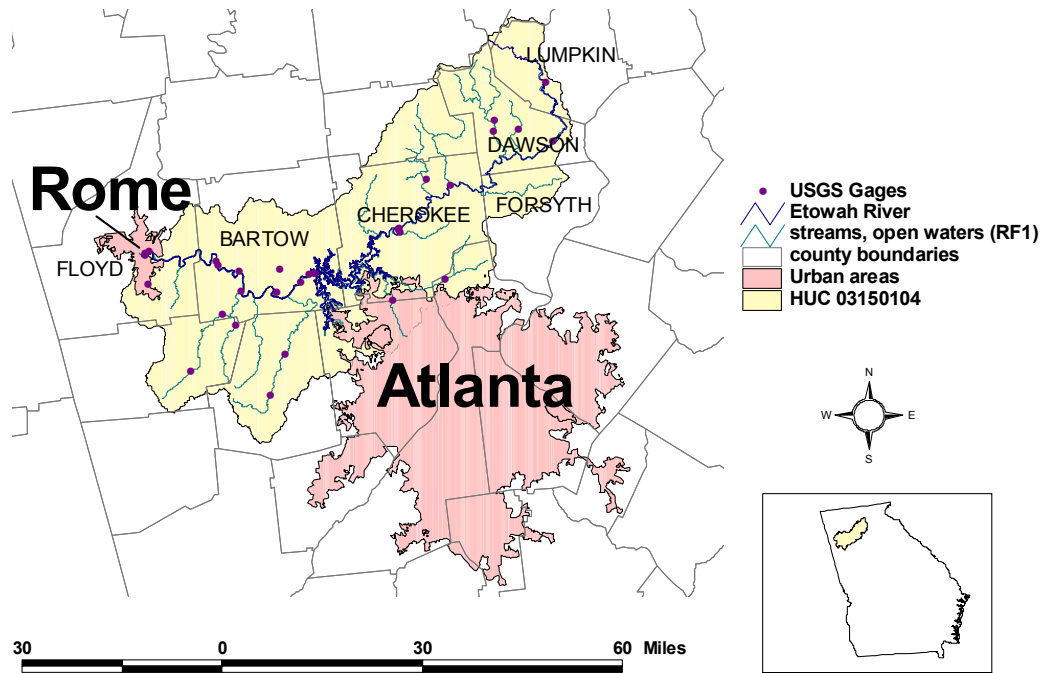 LUMPKIN
DAWSON
Rome
CHEROKEE
FORSYTH
BARTOW
FLOYD
Atlanta
USGS Gages
Etowah River
streams, open waters (RF1)
county boundaries
Urban areas
HUC 03150104
N
W
E
S
30
0
30
60
Miles